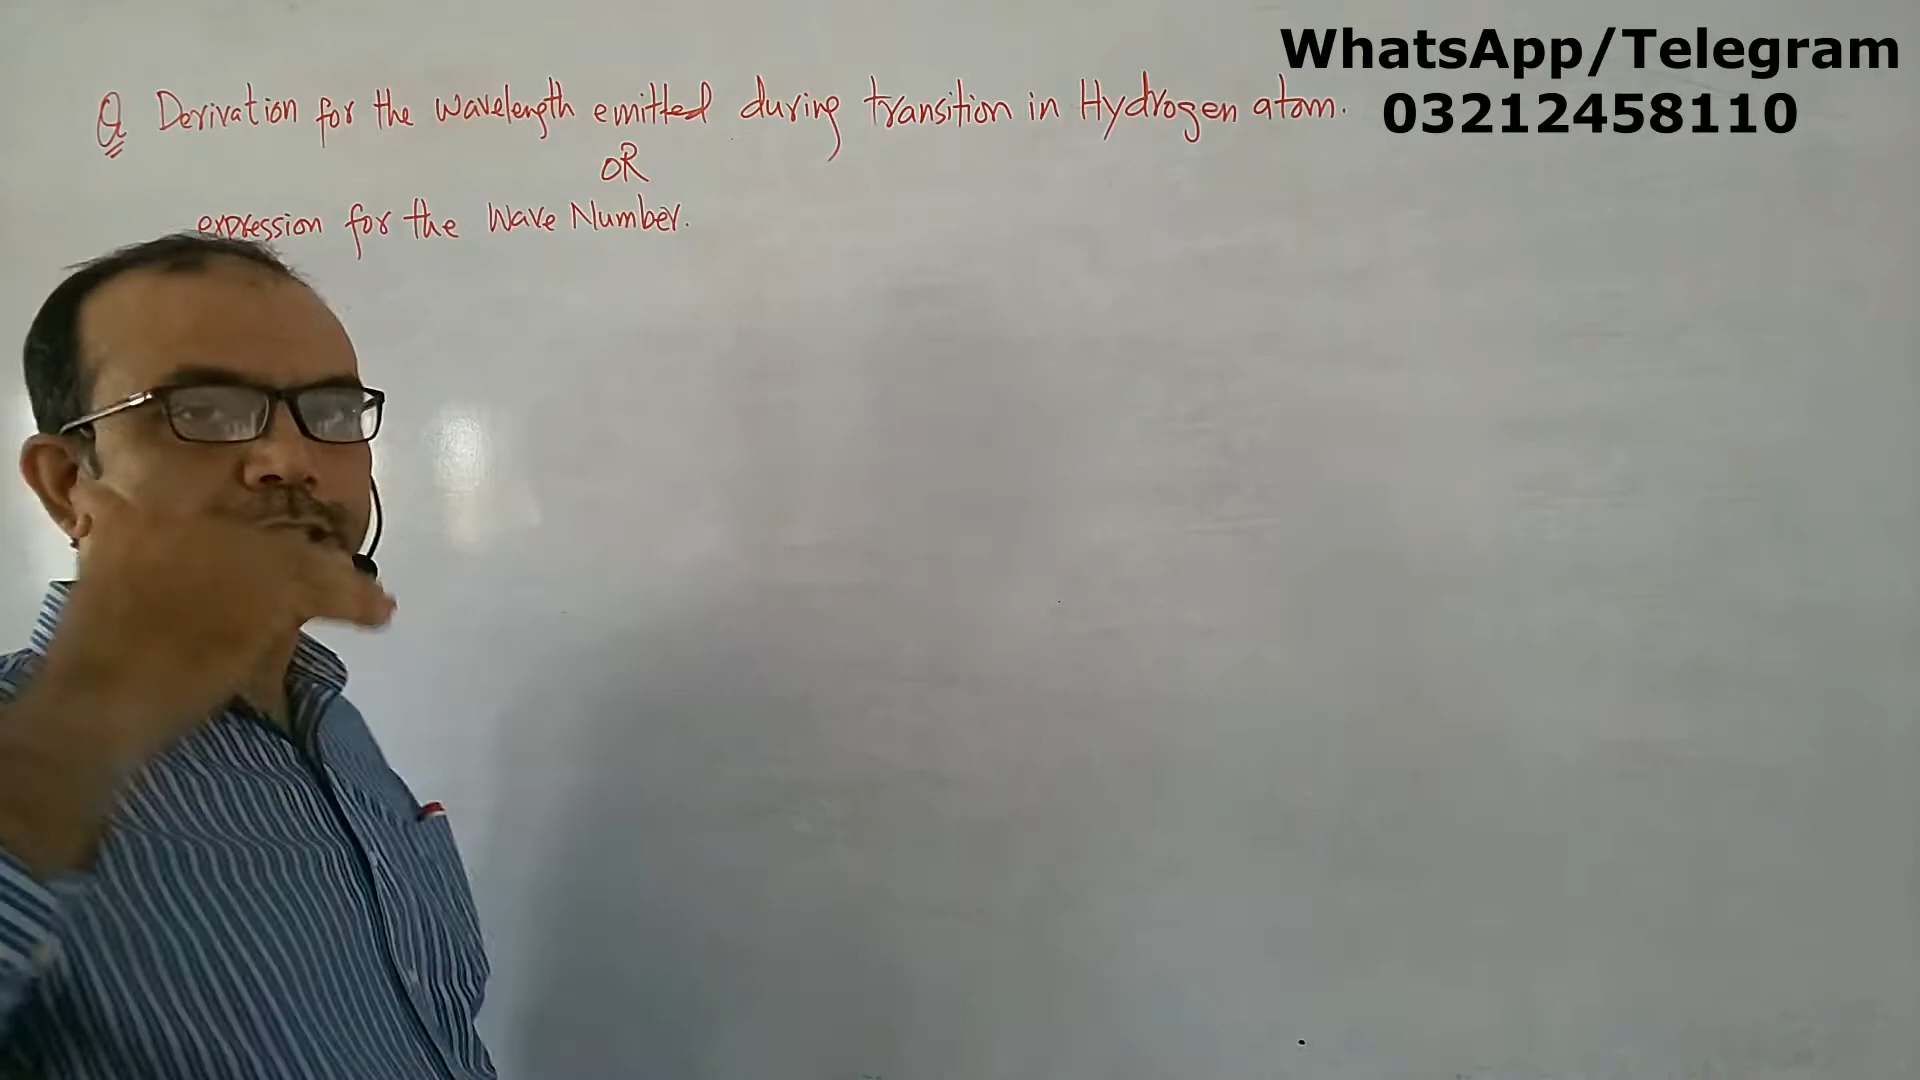 WhatsApp/Telegram
03212458110
Q Derivation for the wavelength emitted during transition in Hydrogen atom.
OR
expression for the Wave Number.